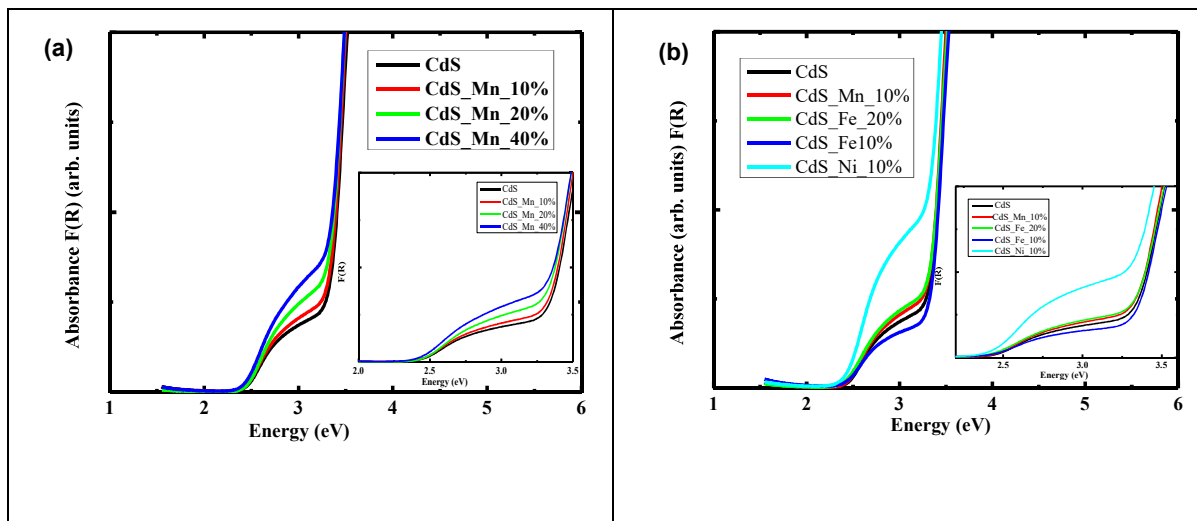 (a)
CdS
CdS_Mn_10%
CdS_Mn_20%
CdS_Mn_40%
Absorbance F(R) (arb. units)
CdS
CdS_Mn_10%
CdS_Mn_20%
CdS_Mn_40%
F(R)
2.0 2.5 3.0 3.5
Energy (eV)
1 2 3 4 5 6
Energy (eV)
(b)
CdS
CdS_Mn_10%
CdS_Fe_20%
CdS_Fe10%
CdS_Ni_10%
Absorbance (arb. units) F(R)
CdS
CdS_Mn_10%
CdS_Fe_20%
CdS_Fe_10%
CdS_Ni_10%
F(R)
2.5 3.0 3.5
Energy (eV)
1 2 3 4 5 6
Energy (eV)